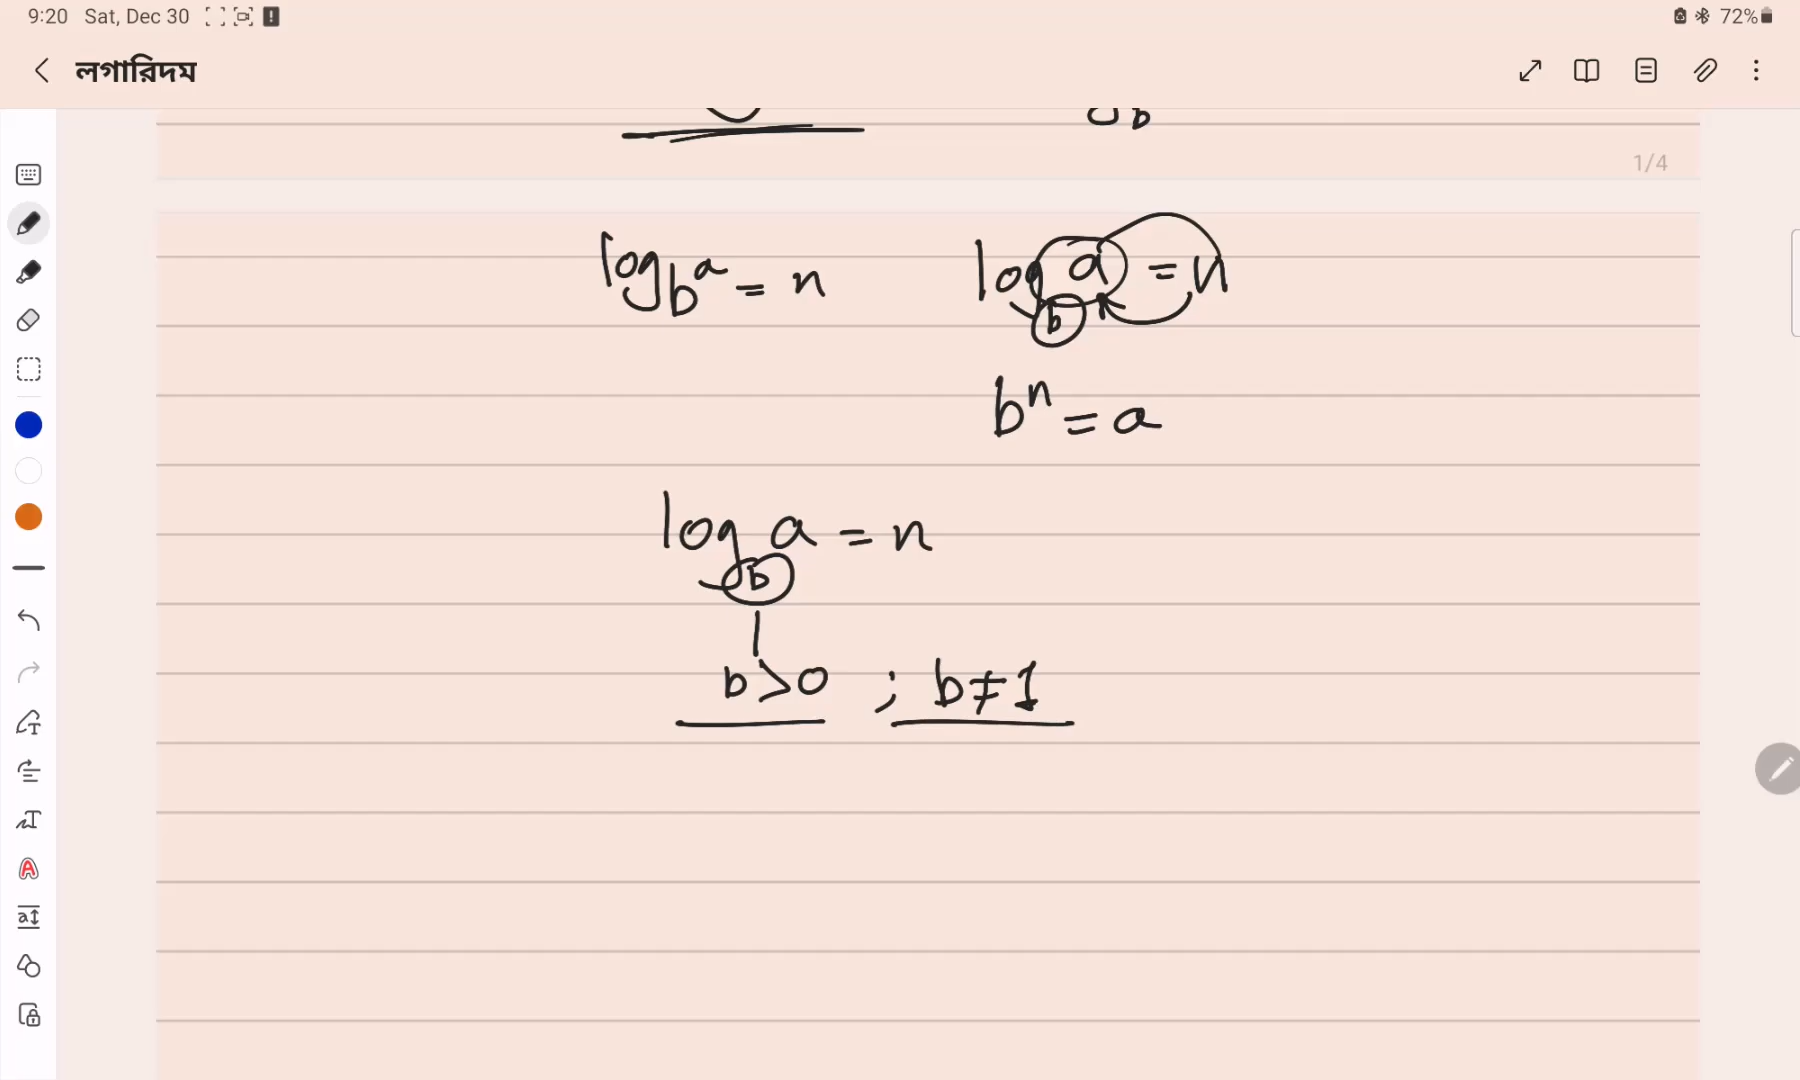 9:20 Sat, Dec 30 72%
লগারিদম
b
1/4
log_b a = n log_b a = n
b^n = a
log_b a = n
b>0 ; b≠1